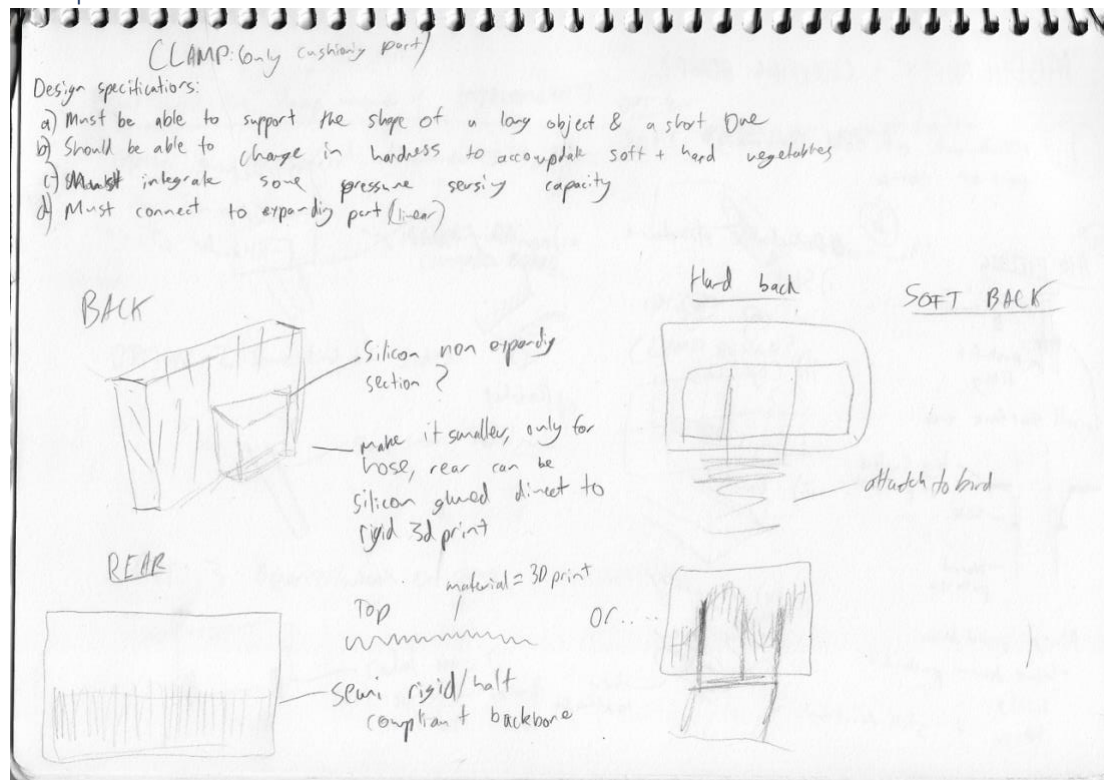 (CLAMP: (only cushioning part)
Design specifications:
a) Must be able to support the shape of a long object & a short one
b) Should be able to change in hardness to accomodate soft + hard vegetables
c) Must integrate some pressure sensing capacity
d) Must connect to expanding part (linear)
BACK
Hard back
SOFT BACK
Silicon non expanding
section ?
make it smaller, only for
hose, rear can be
silicon glued direct to
rigid 3d print
attatch to
REAR
material = 3D print
Top
or....
semi rigid/half
compliant backbone